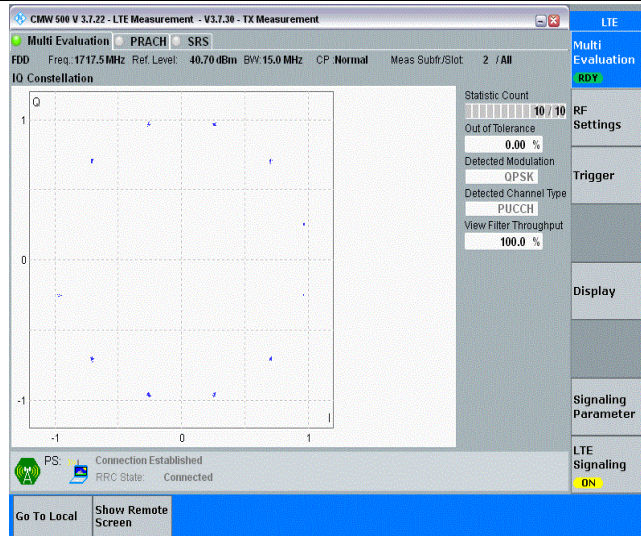 CMW 500 V 3.7.22 - LTE Measurement - V3.7.30 - TX Measurement
LTE
Multi Evaluation PRACH SRS
Multi
Evaluation
RDY
FDD Freq.: 1717.5 MHz Ref. Level: 40.70 dBm BW: 15.0 MHz CP :Normal Meas Subfr./Slot: 2 / All
IQ Constellation
Statistic Count
10 / 10
Out of Tolerance
0.00 %
Detected Modulation
QPSK
Detected Channel Type
PUCCH
View Filter Throughput
100.0 %
Q
1
0
-1
I
-1 0 1
RF
Settings
Trigger
Display
Signaling
Parameter
LTE
Signaling
ON
PS: Connection Established
RRC State: Connected
Go To Local
Show Remote
Screen